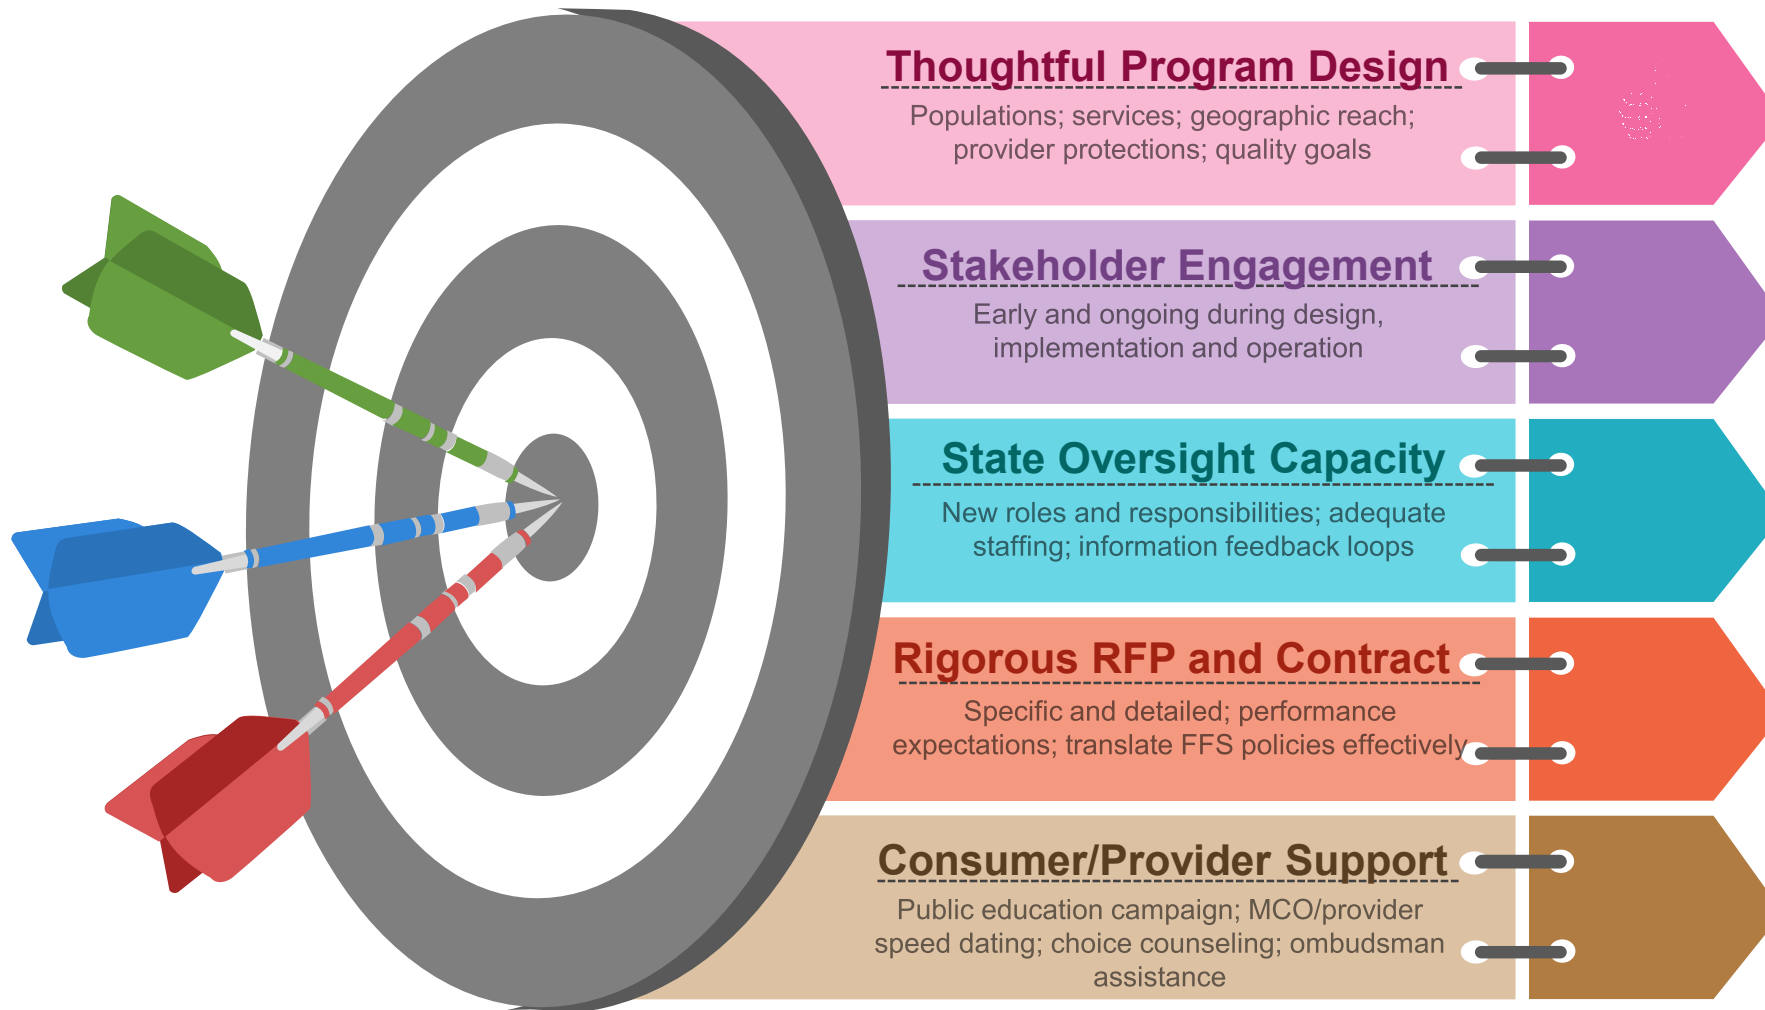 Thoughtful Program Design
Populations; services; geographic reach;
provider protections; quality goals
Stakeholder Engagement
Early and ongoing during design,
implementation and operation
State Oversight Capacity
New roles and responsibilities; adequate
staffing; information feedback loops
Rigorous RFP and Contract
Specific and detailed; performance
expectations; translate FFS policies effectively
Consumer/Provider Support
Public education campaign; MCO/provider
speed dating; choice counseling; ombudsman
assistance